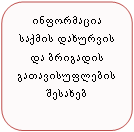 ინფორმაცია
საქმის დახურვის
და ბრიგადის
გათავისუფლების
შესახებ